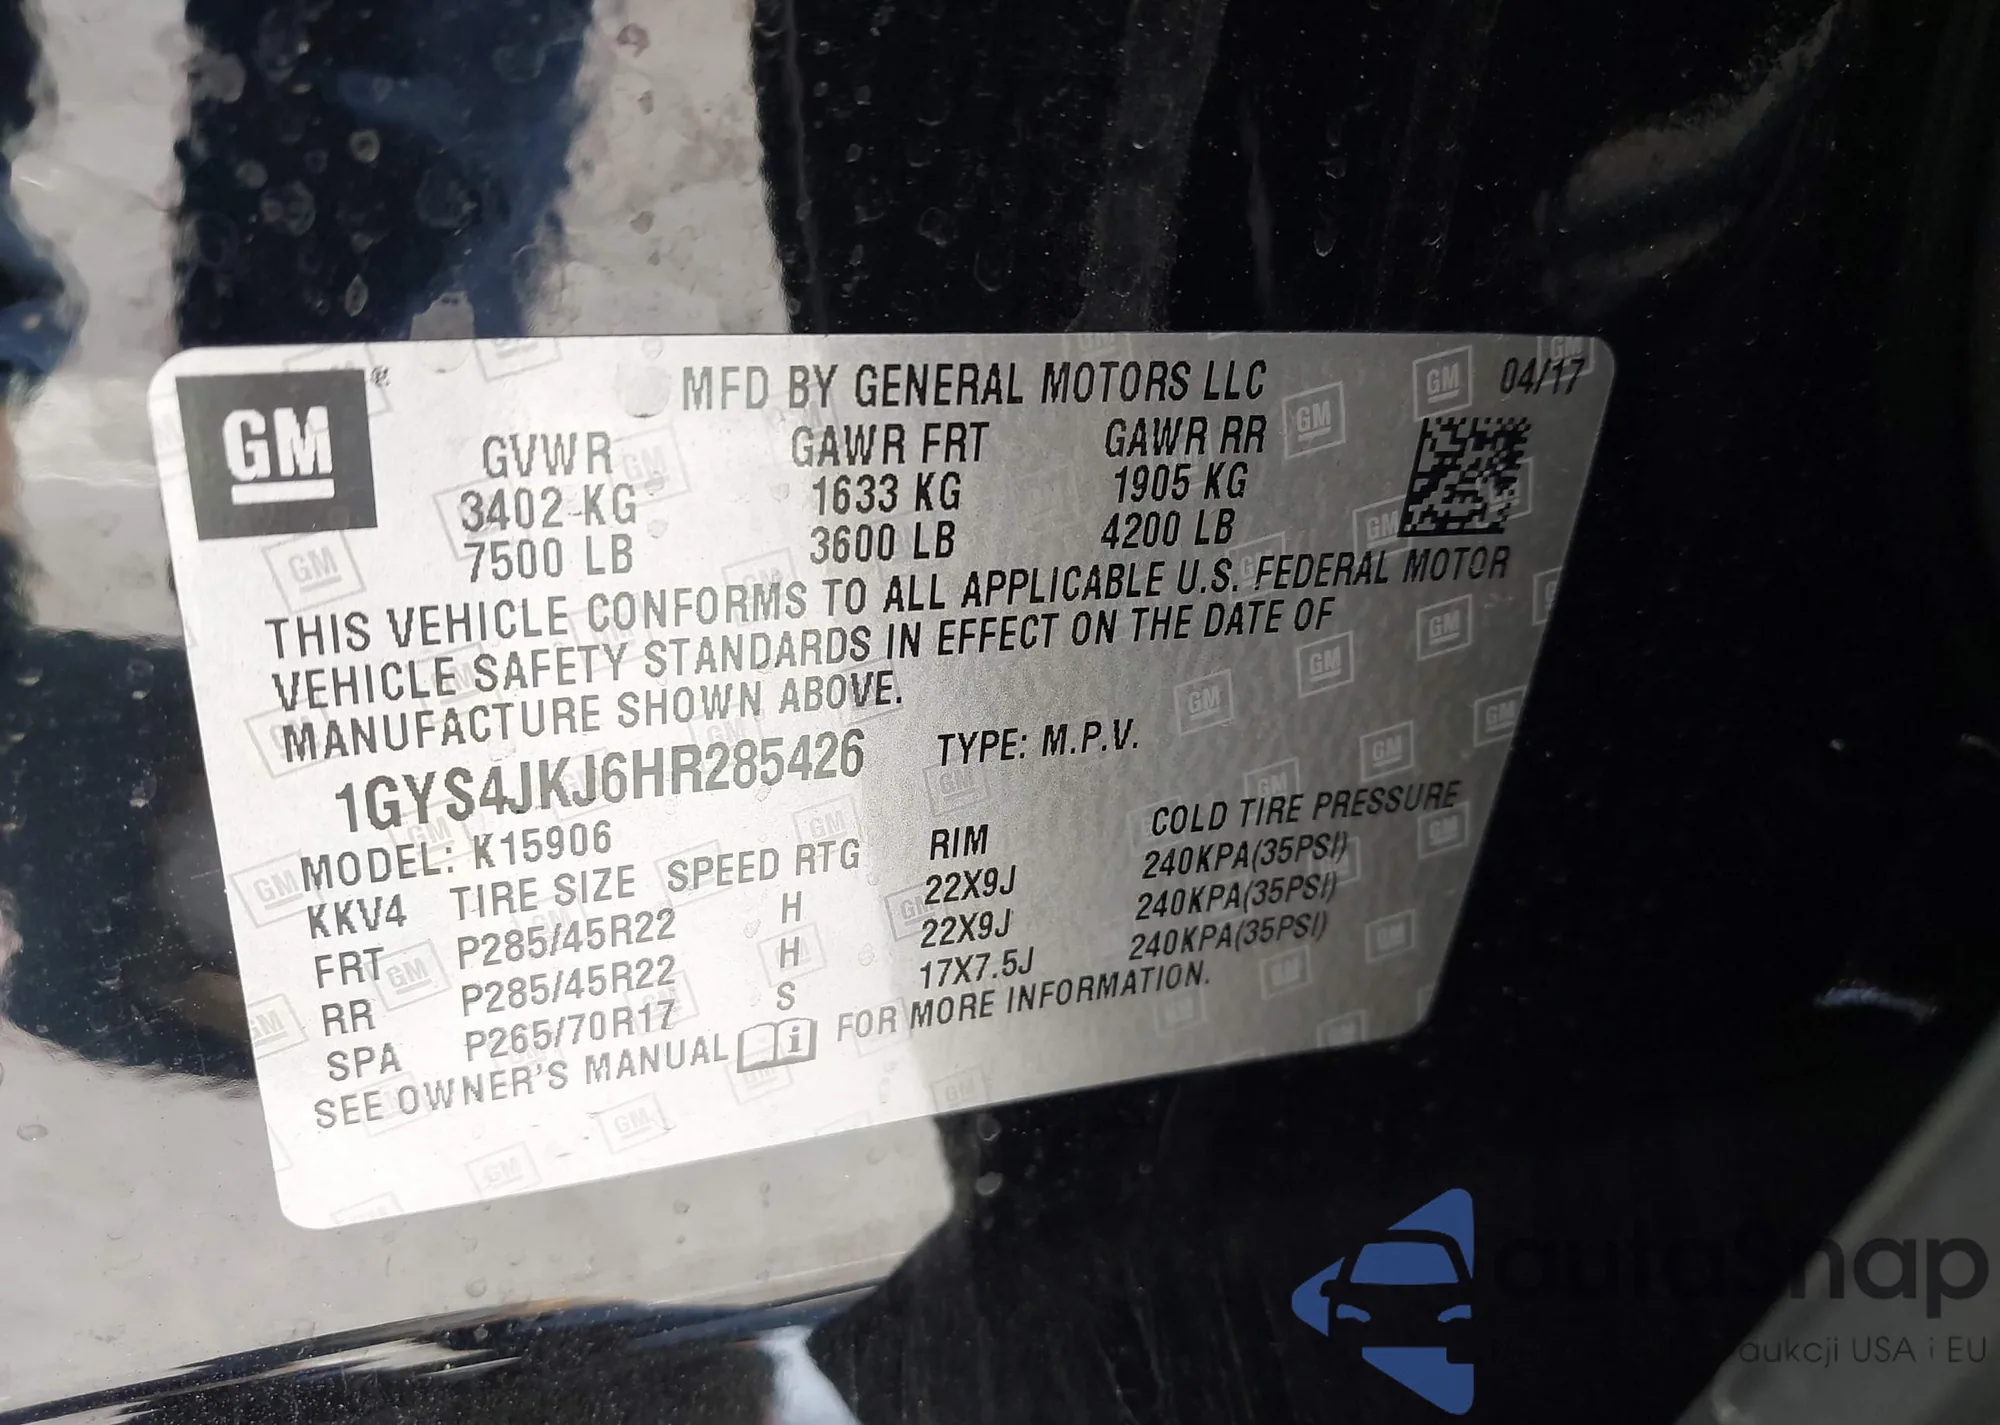 GM
MFD BY GENERAL MOTORS LLC 04/17
GVWR GAWR FRT GAWR RR
3402 KG 1633 KG 1905 KG
7500 LB 3600 LB 4200 LB
THIS VEHICLE CONFORMS TO ALL APPLICABLE U.S. FEDERAL MOTOR
VEHICLE SAFETY STANDARDS IN EFFECT ON THE DATE OF
MANUFACTURE SHOWN ABOVE.
1GYS4JKJ6HR285426 TYPE: M.P.V.
MODEL: K15906
KKV4 TIRE SIZE SPEED RTG RIM COLD TIRE PRESSURE
FRT P285/45R22 H 22X9J 240KPA(35PSI)
RR P285/45R22 H 22X9J 240KPA(35PSI)
SPA P265/70R17 S 17X7.5J 240KPA(35PSI)
SEE OWNER'S MANUAL FOR MORE INFORMATION.
autosnap
aukcji USA i EU